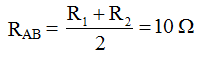 R_AB = (R_1 + R_2) / 2 = 10 Ω